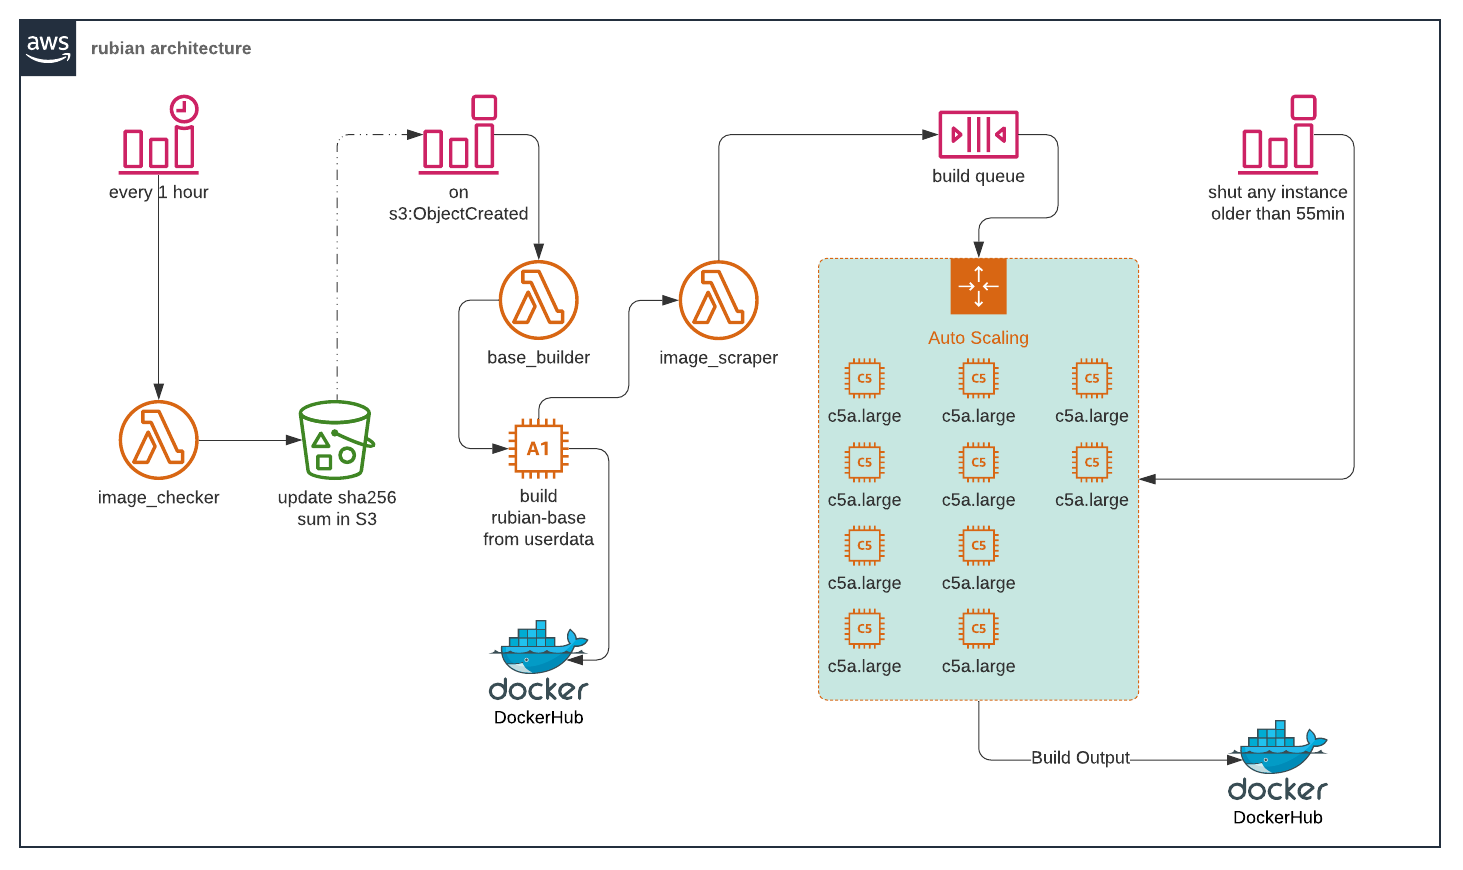 aws
rubian architecture
every 1 hour
on
s3:ObjectCreated
build queue
shut any instance
older than 55min
base_builder
image_scraper
Auto Scaling
C5
C5
C5
c5a.large
c5a.large
c5a.large
image_checker
update sha256
sum in S3
A1
build
rubian-base
from userdata
C5
C5
C5
c5a.large
c5a.large
c5a.large
C5
C5
c5a.large
c5a.large
C5
C5
c5a.large
c5a.large
docker
DockerHub
Build Output
docker
DockerHub